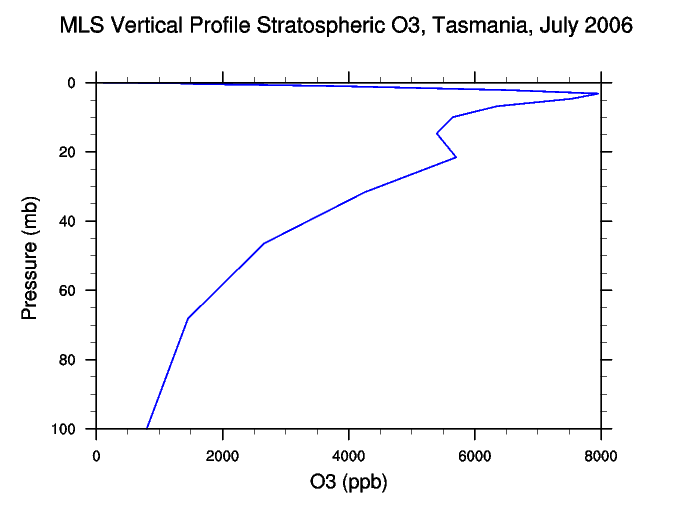 MLS Vertical Profile Stratospheric O3, Tasmania, July 2006
0
20
40
60
80
100
Pressure (mb)
0 2000 4000 6000 8000
O3 (ppb)